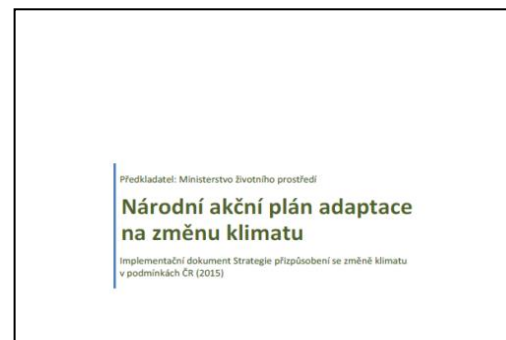 Předkladatel: Ministerstvo životního prostředí
Národní akční plán adaptace
na změnu klimatu
Implementační dokument Strategie přizpůsobení se změně klimatu
v podmínkách ČR (2015)